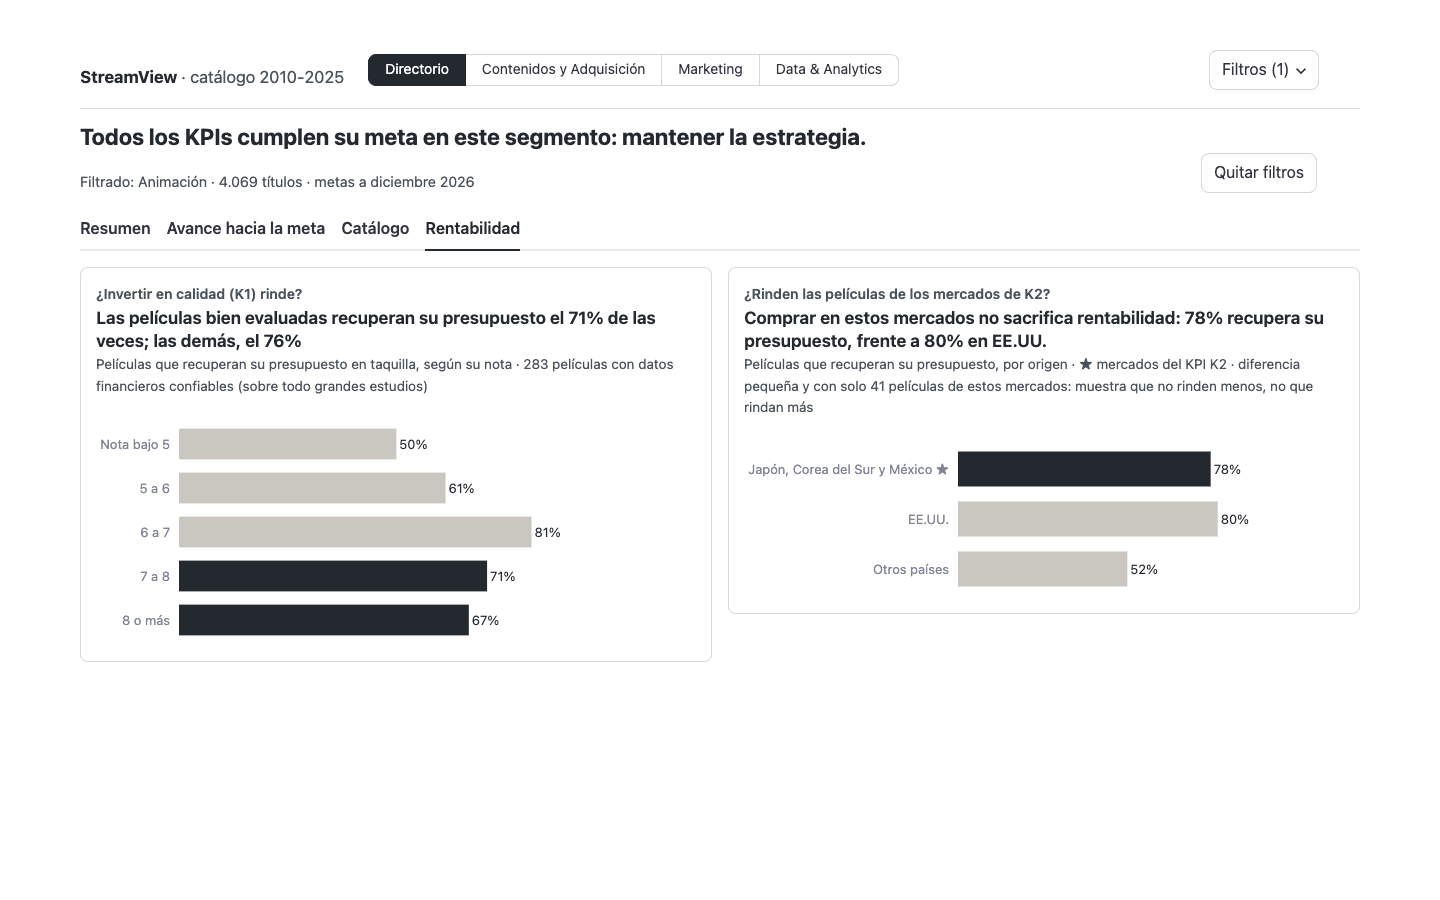 StreamView · catálogo 2010-2025
Directorio
Contenidos y Adquisición
Marketing
Data & Analytics
Filtros (1)
Todos los KPIs cumplen su meta en este segmento: mantener la estrategia.
Filtrado: Animación · 4.069 títulos · metas a diciembre 2026
Quitar filtros
Resumen
Avance hacia la meta
Catálogo
Rentabilidad
¿Invertir en calidad (K1) rinde?
Las películas bien evaluadas recuperan su presupuesto el 71% de las
veces; las demás, el 76%
Películas que recuperan su presupuesto en taquilla, según su nota · 283 películas con datos
financieros confiables (sobre todo grandes estudios)
Nota bajo 5 50%
5 a 6 61%
6 a 7 81%
7 a 8 71%
8 o más 67%
¿Rinden las películas de los mercados de K2?
Comprar en estos mercados no sacrifica rentabilidad: 78% recupera su
presupuesto, frente a 80% en EE.UU.
Películas que recuperan su presupuesto, por origen · ★ mercados del KPI K2 · diferencia
pequeña y con solo 41 películas de estos mercados: muestra que no rinden menos, no que
rindan más
Japón, Corea del Sur y México ★ 78%
EE.UU. 80%
Otros países 52%